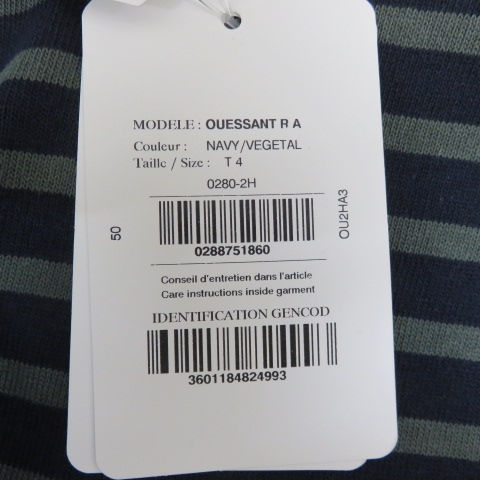 MODELE : OUESSANT R A
Couleur : NAVY/VEGETAL
Taille / Size : T 4
0280-2H
0288751860
50
OU2HA3
Conseil d'entretien dans l'article
Care instructions inside garment
IDENTIFICATION GENCOD
3601184824993